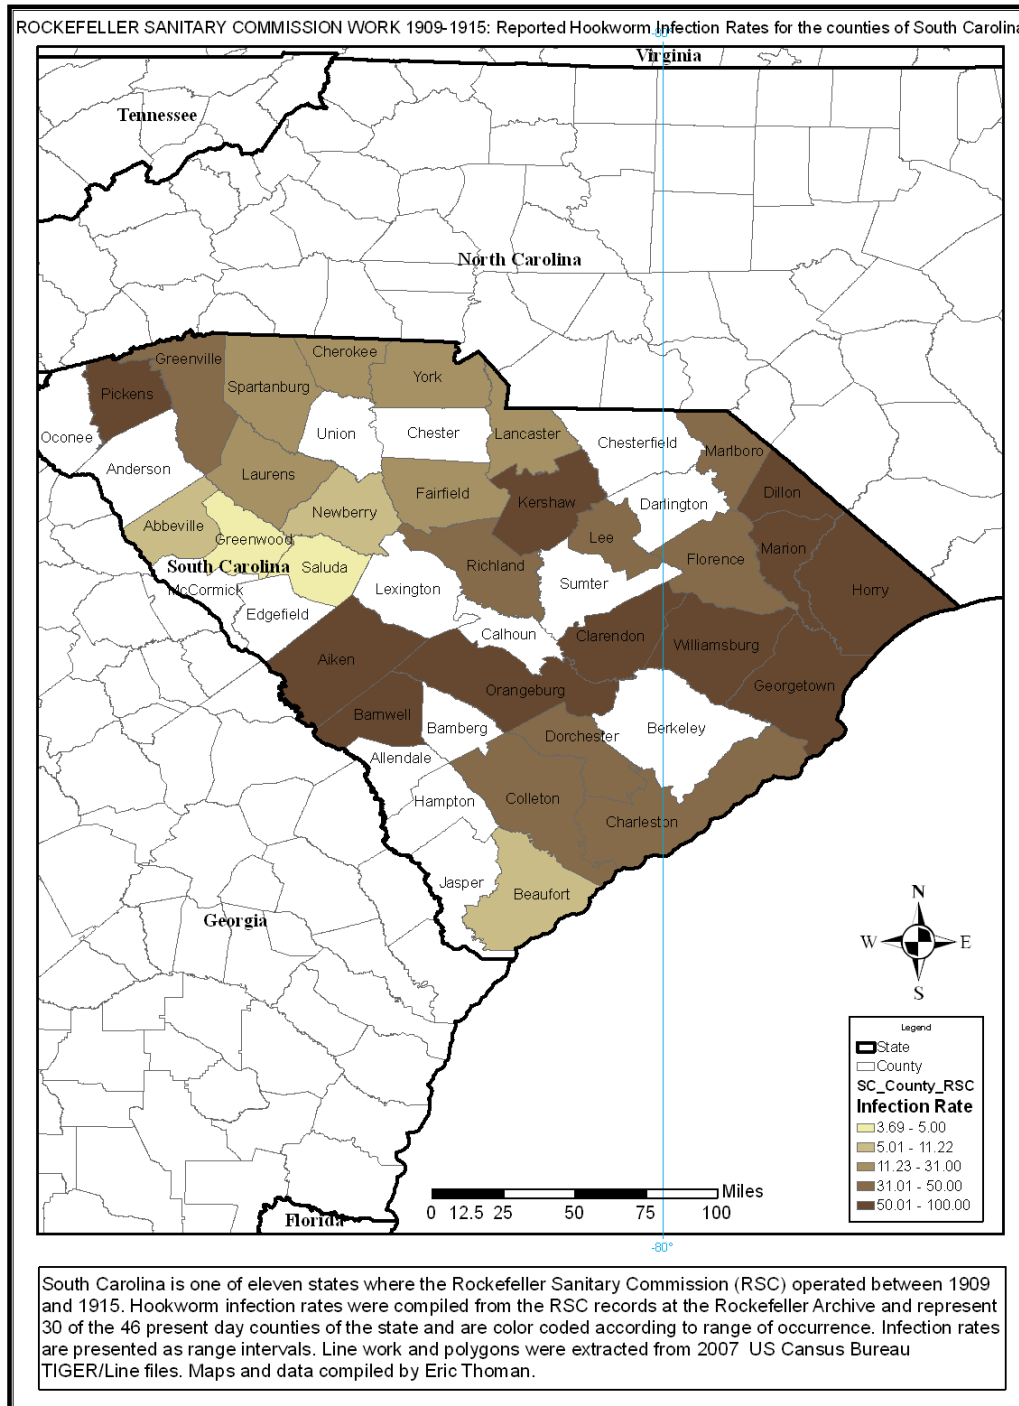 ROCKEFELLER SANITARY COMMISSION WORK 1909-1915: Reported Hookworm Infection Rates for the counties of South Carolina
-80°
Virginia
Tennessee
North Carolina
Greenville
Cherokee
Spartanburg
York
Pickens
Oconee
Union
Chester
Lancaster
Chesterfield
Marlboro
Anderson
Laurens
Fairfield
Kershaw
Darlington
Dillon
Abbeville
Newberry
Greenwood
Lee
Florence
Marion
South Carolina
Saluda
Richland
Sumter
Horry
McCormick
Lexington
Edgefield
Calhoun
Clarendon
Williamsburg
Aiken
Orangeburg
Georgetown
Barnwell
Bamberg
Dorchester
Berkeley
Allendale
Hampton
Colleton
Charleston
Jasper
Beaufort
Georgia
N
W
E
S
Legend
State
County
SC_County_RSC
Infection Rate
3.69 - 5.00
5.01 - 11.22
11.23 - 31.00
31.01 - 50.00
50.01 - 100.00
Miles
0 12.5 25 50 75 100
Florida
-80°
South Carolina is one of eleven states where the Rockefeller Sanitary Commission (RSC) operated between 1909
and 1915. Hookworm infection rates were compiled from the RSC records at the Rockefeller Archive and represent
30 of the 46 present day counties of the state and are color coded according to range of occurrence. Infection rates
are presented as range intervals. Line work and polygons were extracted from 2007 US Cansus Bureau
TIGER/Line files. Maps and data compiled by Eric Thoman.